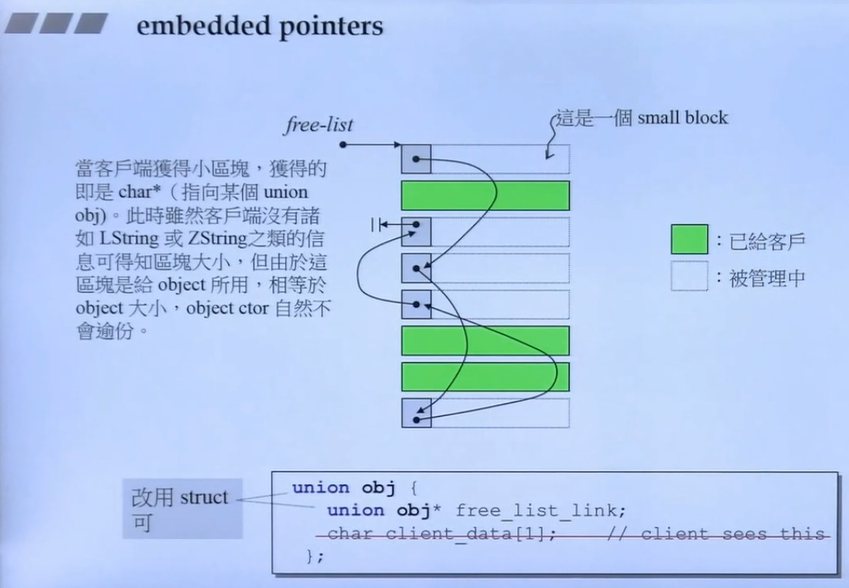 embedded pointers
free-list
這是一個 small block
當客戶端獲得小區塊，獲得的
即是 char*（指向某個 union
obj)。此時雖然客戶端沒有諸
如 LString 或 ZString之類的信
息可得知區塊大小，但由於這
區塊是給 object 所用，相等於
object 大小，object ctor 自然不
會逾份。
：已給客戶
：被管理中
改用 struct
可
union obj {
union obj* free_list_link;
char client_data[1]; // client sees this
};